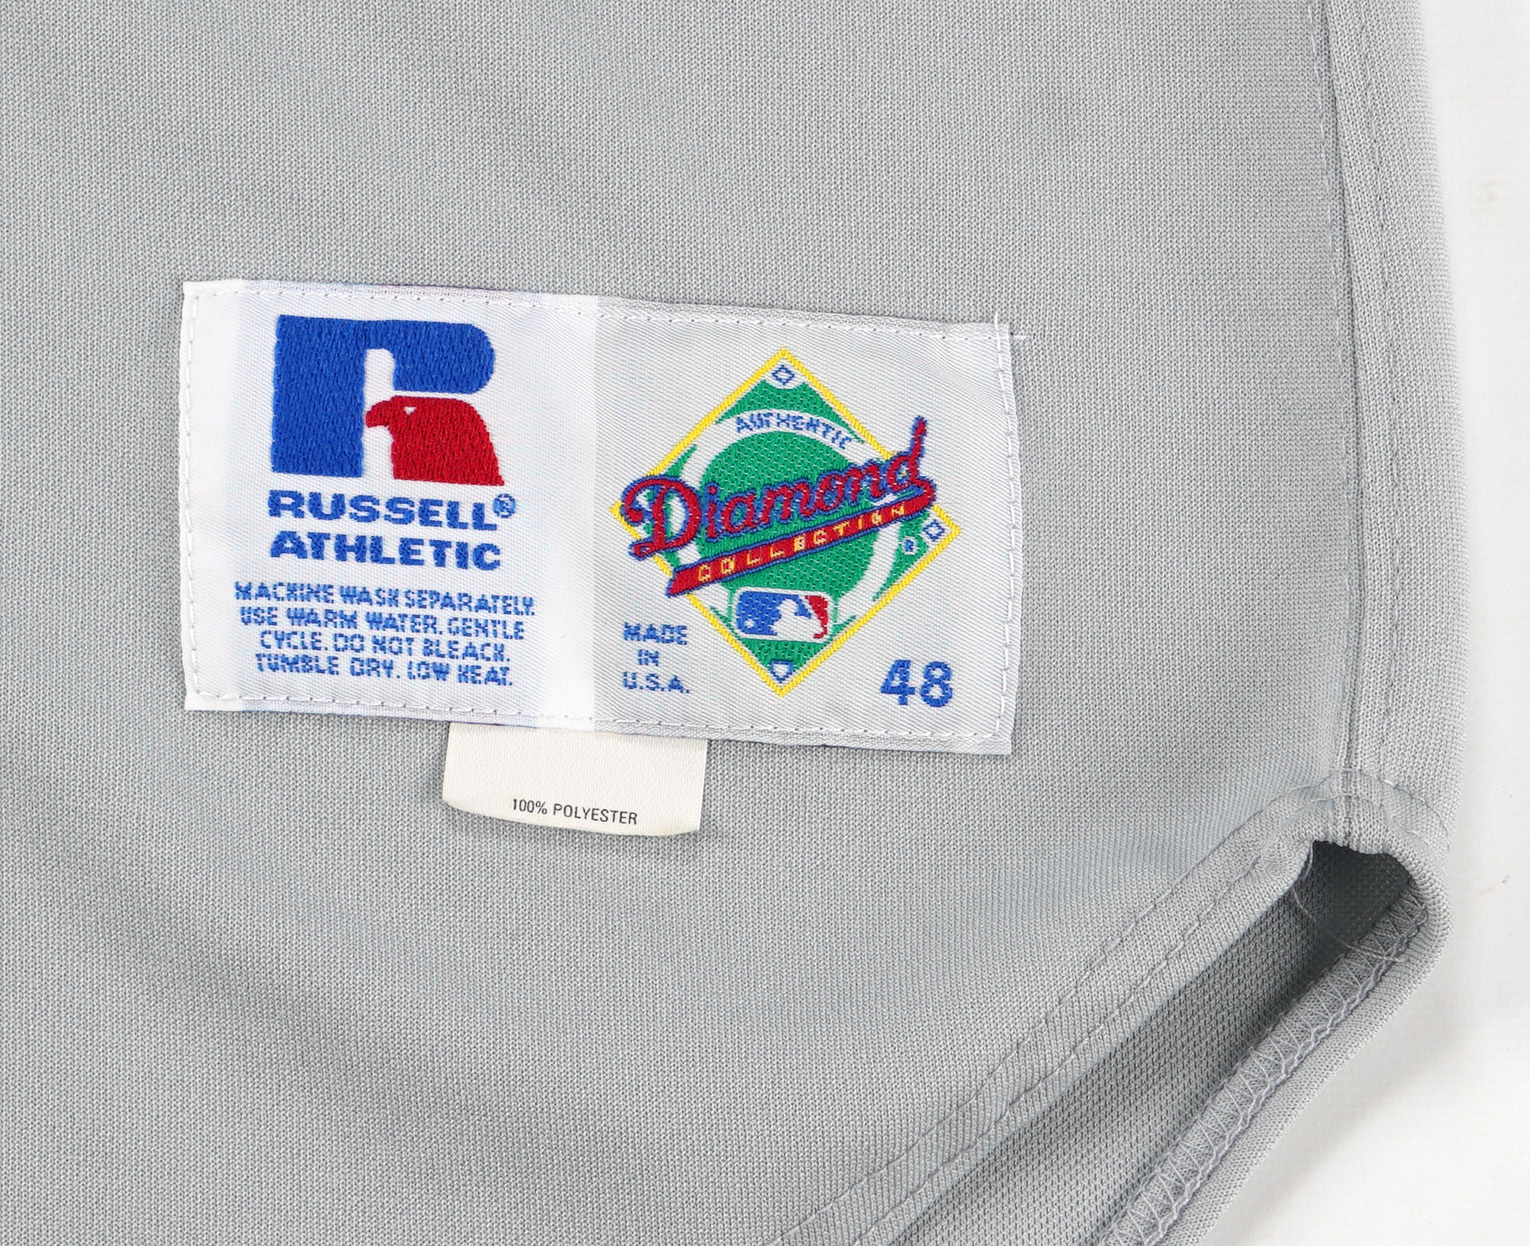 RUSSELL®
ATHLETIC
MACHINE WASH SEPARATELY.
USE WARM WATER. GENTLE
CYCLE. DO NOT BLEACH.
TUMBLE DRY. LOW HEAT.
AUTHENTIC
Diamond
COLLECTION
®
MADE
IN
U.S.A.
48
100% POLYESTER